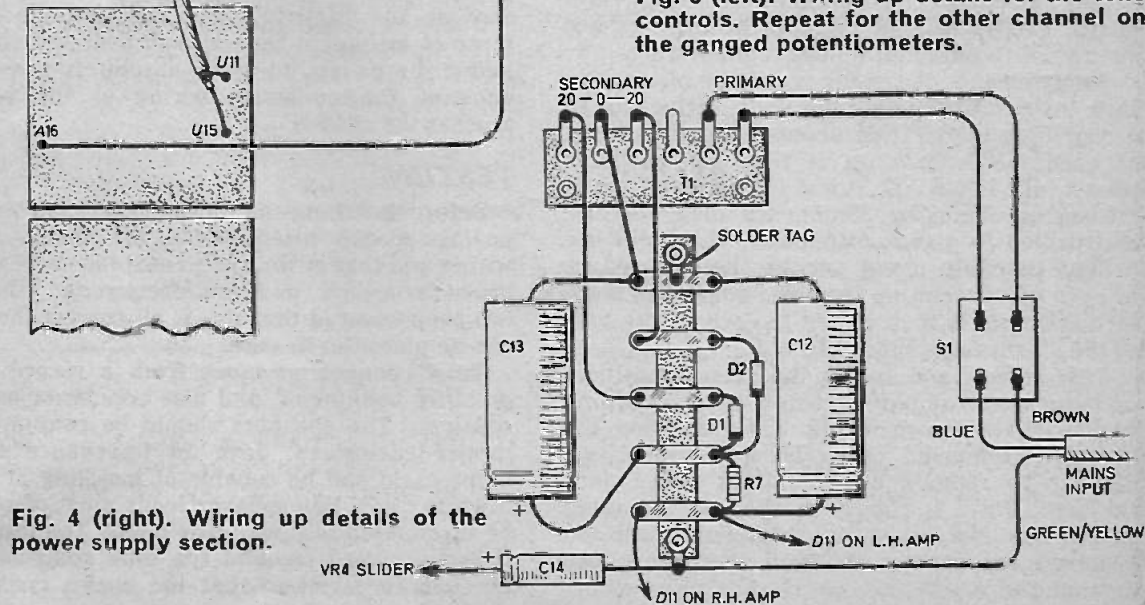 controls. Repeat for the other channel on
the ganged potentiometers.
U11
U15
A16
SECONDARY
20-0-20
PRIMARY
T1
SOLDER TAG
C13
C12
D2
D1
R7
S1
BLUE
BROWN
MAINS
INPUT
GREEN/YELLOW
+
+
D11 ON L.H. AMP
Fig. 4 (right). Wiring up details of the
power supply section.
VR4 SLIDER
+
C14
D11 ON R.H. AMP